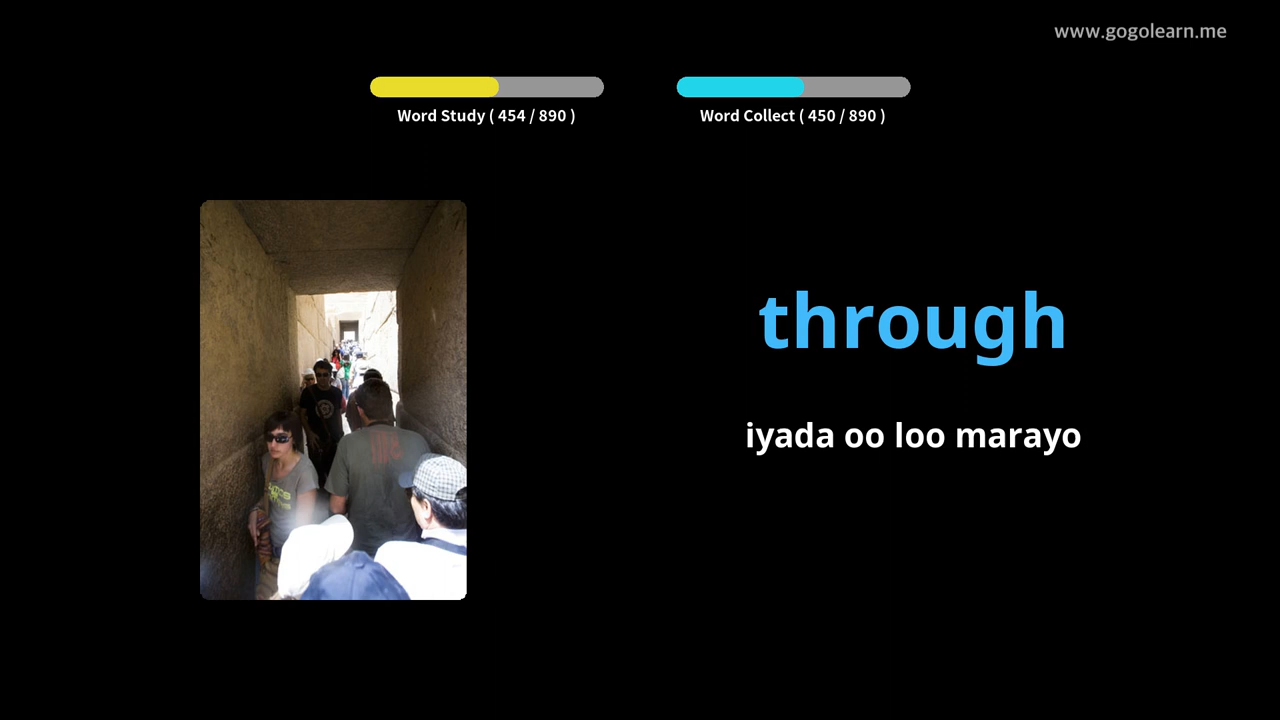 www.gogolearn.me
Word Study ( 454 / 890 )
Word Collect ( 450 / 890 )
through
iyada oo loo marayo